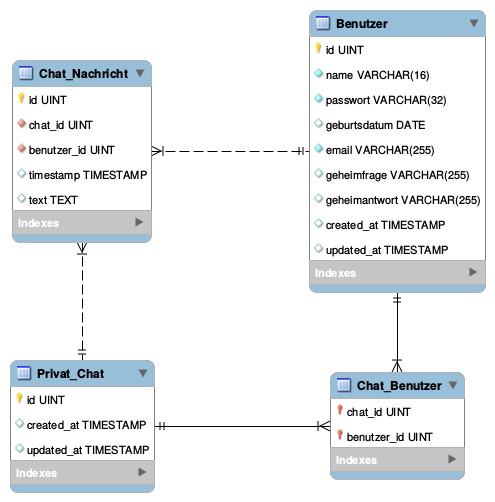 Benutzer
id UINT
name VARCHAR(16)
passwort VARCHAR(32)
geburtsdatum DATE
email VARCHAR(255)
geheimfrage VARCHAR(255)
geheimantwort VARCHAR(255)
created_at TIMESTAMP
updated_at TIMESTAMP
Indexes
Chat_Nachricht
id UINT
chat_id UINT
benutzer_id UINT
timestamp TIMESTAMP
text TEXT
Indexes
Privat_Chat
id UINT
created_at TIMESTAMP
updated_at TIMESTAMP
Indexes
Chat_Benutzer
chat_id UINT
benutzer_id UINT
Indexes